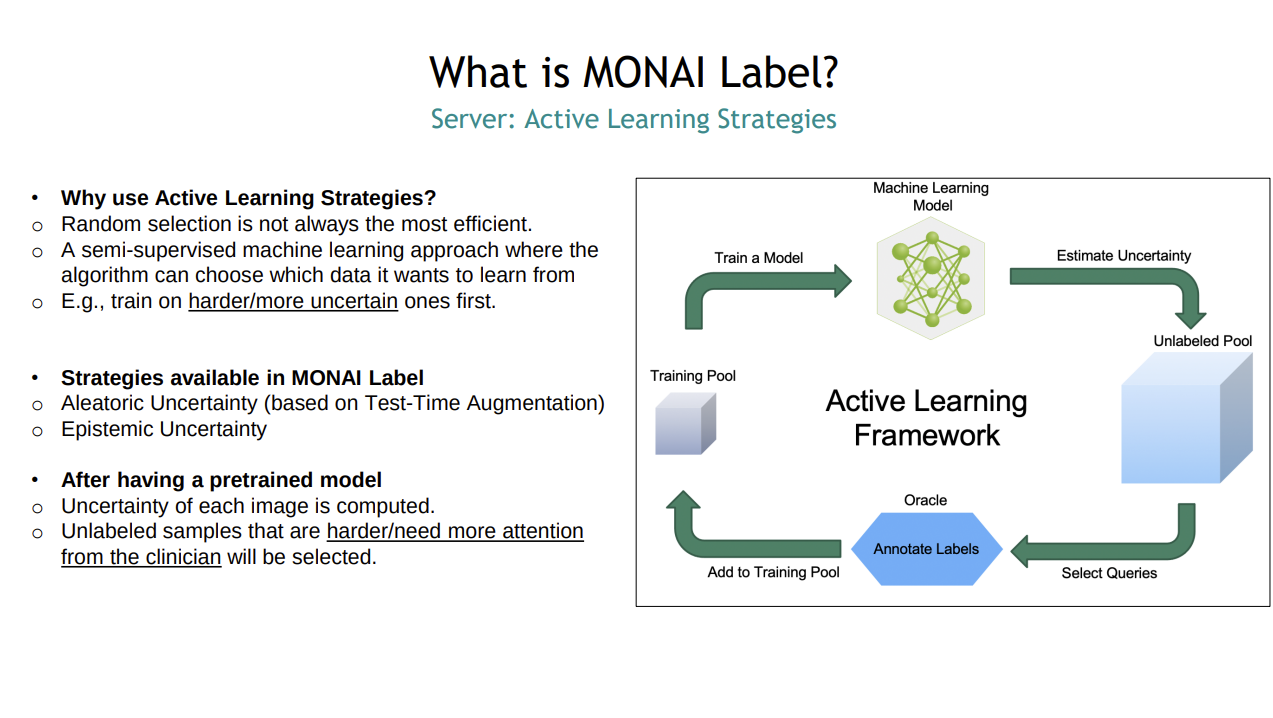 What is MONAI Label?
Server: Active Learning Strategies
• Why use Active Learning Strategies?
o Random selection is not always the most efficient.
o A semi-supervised machine learning approach where the
algorithm can choose which data it wants to learn from
o E.g., train on harder/more uncertain ones first.
• Strategies available in MONAI Label
o Aleatoric Uncertainty (based on Test-Time Augmentation)
o Epistemic Uncertainty
• After having a pretrained model
o Uncertainty of each image is computed.
o Unlabeled samples that are harder/need more attention
from the clinician will be selected.
Machine Learning
Model
Train a Model
Estimate Uncertainty
Unlabeled Pool
Training Pool
Active Learning
Framework
Oracle
Annotate Labels
Add to Training Pool
Select Queries